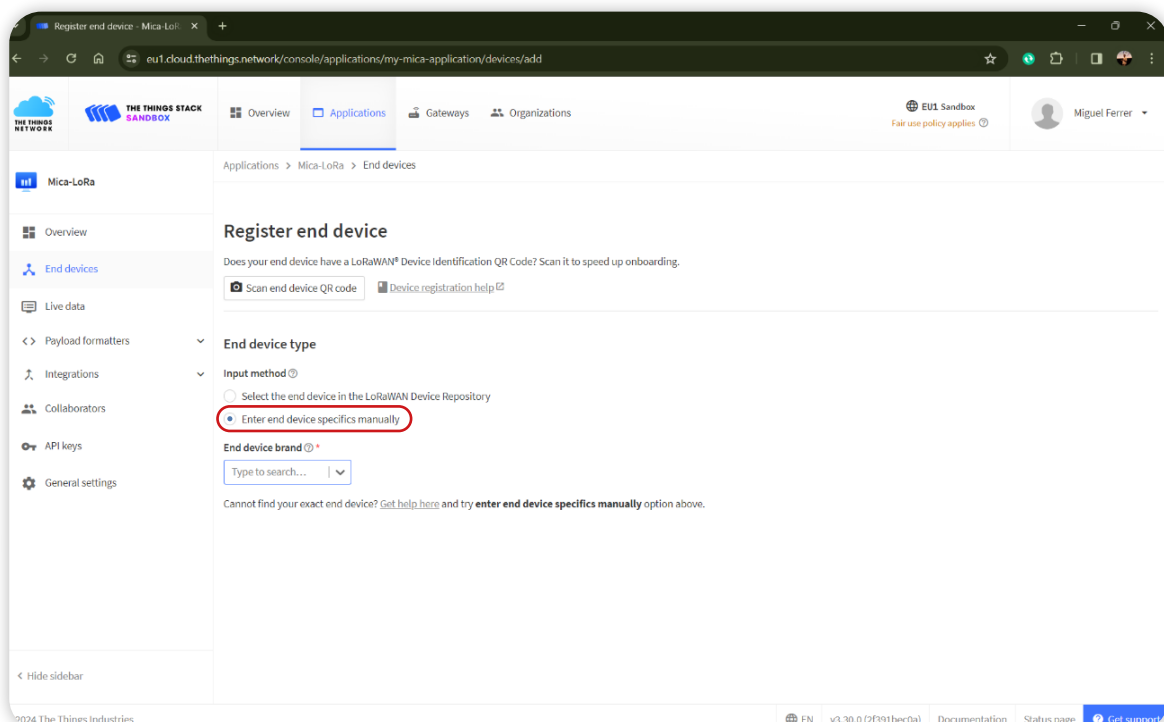 Register end device - Mica-LoR
eu1.cloud.thethings.network/console/applications/my-mica-application/devices/add
THE THINGS NETWORK
THE THINGS STACK
SANDBOX
Overview
Applications
Gateways
Organizations
EU1 Sandbox
Fair use policy applies
Miguel Ferrer
Mica-LoRa
Applications > Mica-LoRa > End devices
Overview
End devices
Live data
Payload formatters
Integrations
Collaborators
API keys
General settings
Register end device
Does your end device have a LoRaWAN® Device Identification QR Code? Scan it to speed up onboarding.
Scan end device QR code
Device registration help
End device type
Input method
Select the end device in the LoRaWAN Device Repository
Enter end device specifics manually
End device brand *
Type to search...
Cannot find your exact end device? Get help here and try enter end device specifics manually option above.
< Hide sidebar
2024 The Things Industries
EN
v3.30.0 (2f391bec0a)
Documentation
Status page
Get support